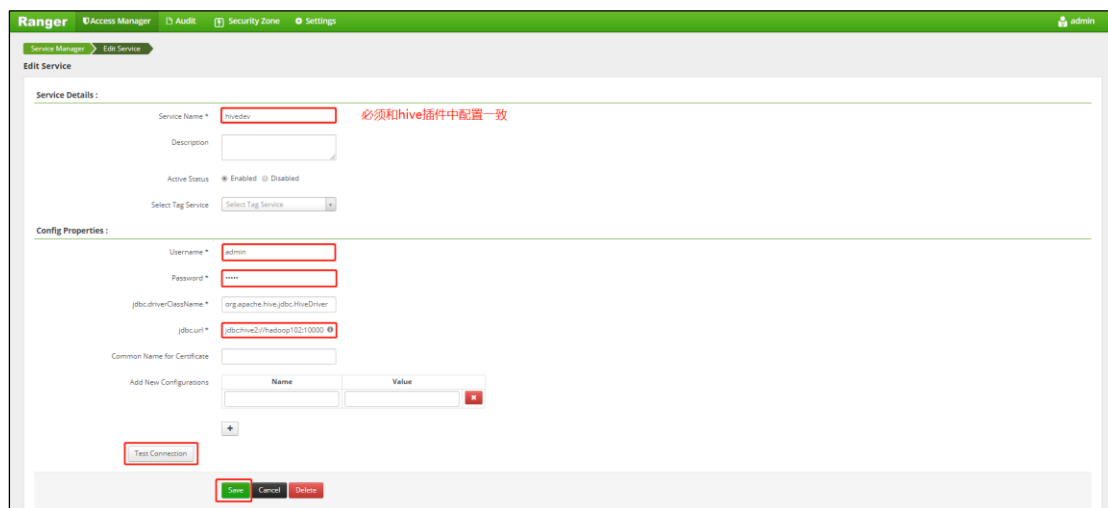 Ranger Access Manager Audit Security Zone Settings admin
Service Manager Edit Service
Edit Service
Service Details :
Service Name * hivedev 必须和hive插件中配置一致
Description
Active Status Enabled Disabled
Select Tag Service Select Tag Service
Config Properties :
Username * admin
Password * •••••
jdbc.driverClassName * org.apache.hive.jdbc.HiveDriver
jdbc.url * jdbc:hive2://hadoop102:10000
Common Name for Certificate
Add New Configurations Name Value
+
Test Connection
Save Cancel Delete